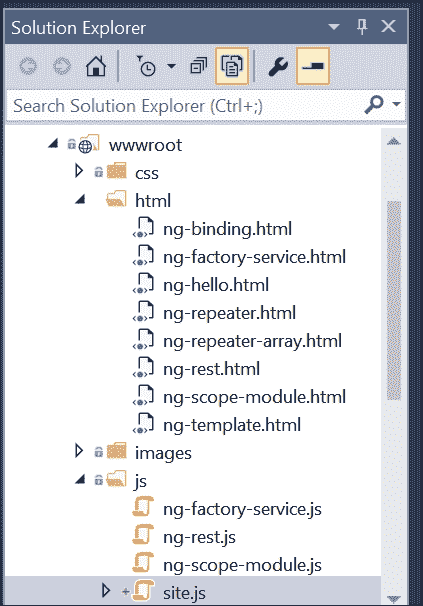 Solution Explorer
Search Solution Explorer (Ctrl+;)
wwwroot
css
html
ng-binding.html
ng-factory-service.html
ng-hello.html
ng-repeater.html
ng-repeater-array.html
ng-rest.html
ng-scope-module.html
ng-template.html
images
js
ng-factory-service.js
ng-rest.js
ng-scope-module.js
site.js